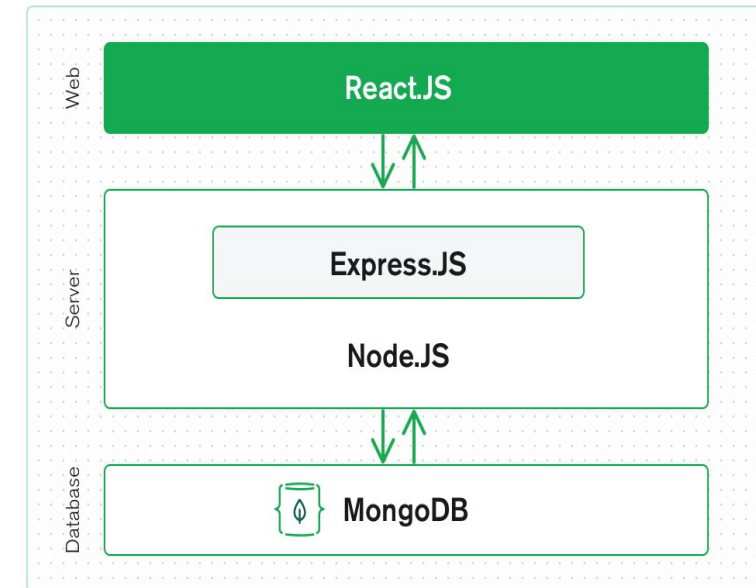 Web
React.JS
Server
Express.JS
Node.JS
Database
MongoDB